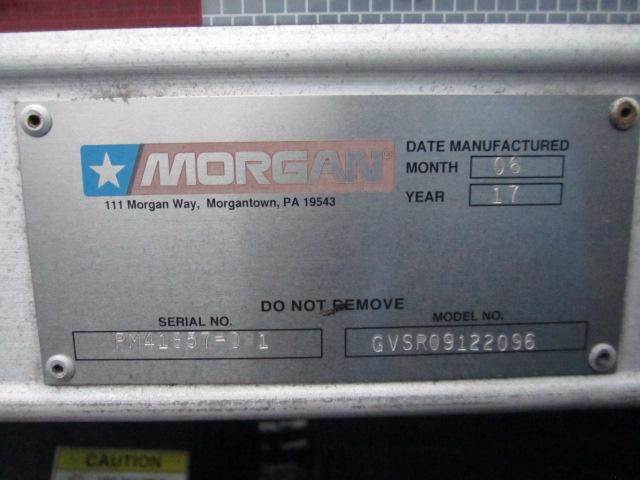 MORGAN®
111 Morgan Way, Morgantown, PA 19543
DATE MANUFACTURED
MONTH 06
YEAR 17
DO NOT REMOVE
SERIAL NO.
MODEL NO.
GVSR09122096
CAUTION